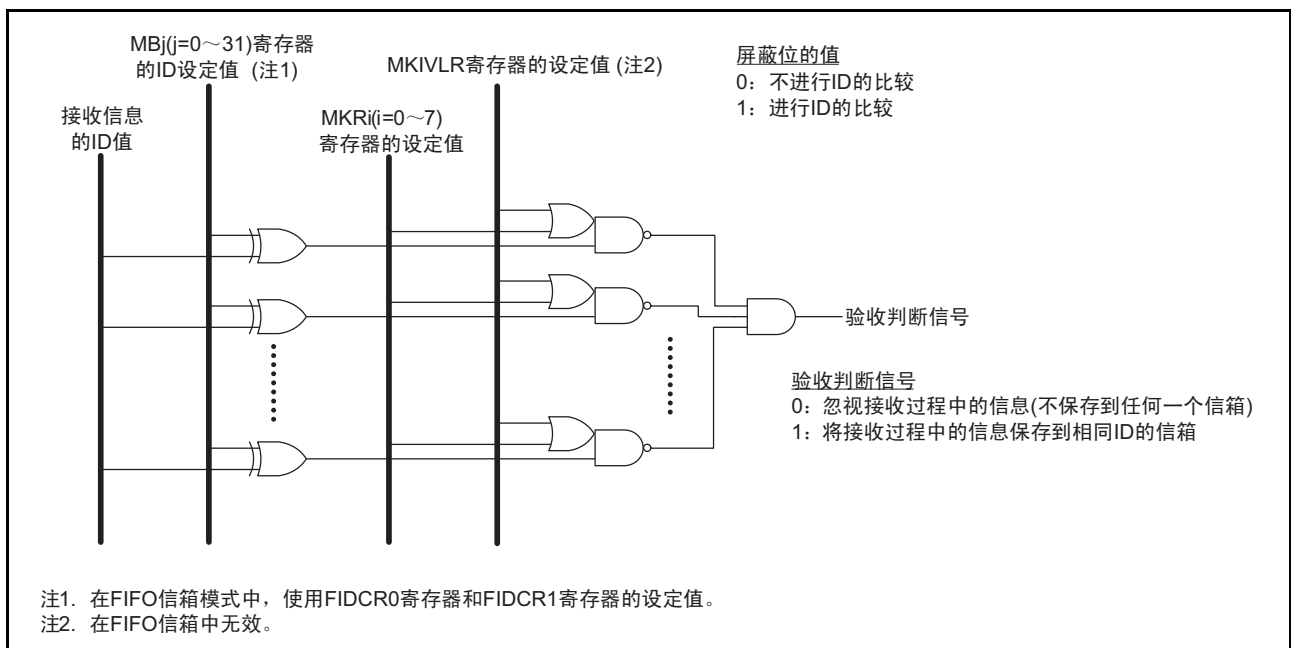 MBj(j=0～31)寄存器
的ID设定值 (注1)
MKIVLR寄存器的设定值 (注2)
屏蔽位的值
0：不进行ID的比较
1：进行ID的比较
接收信息
的ID值
MKRi(i=0～7)
寄存器的设定值
验收判断信号
验收判断信号
0：忽视接收过程中的信息(不保存到任何一个信箱)
1：将接收过程中的信息保存到相同ID的信箱
注1. 在FIFO信箱模式中，使用FIDCR0寄存器和FIDCR1寄存器的设定值。
注2. 在FIFO信箱中无效。